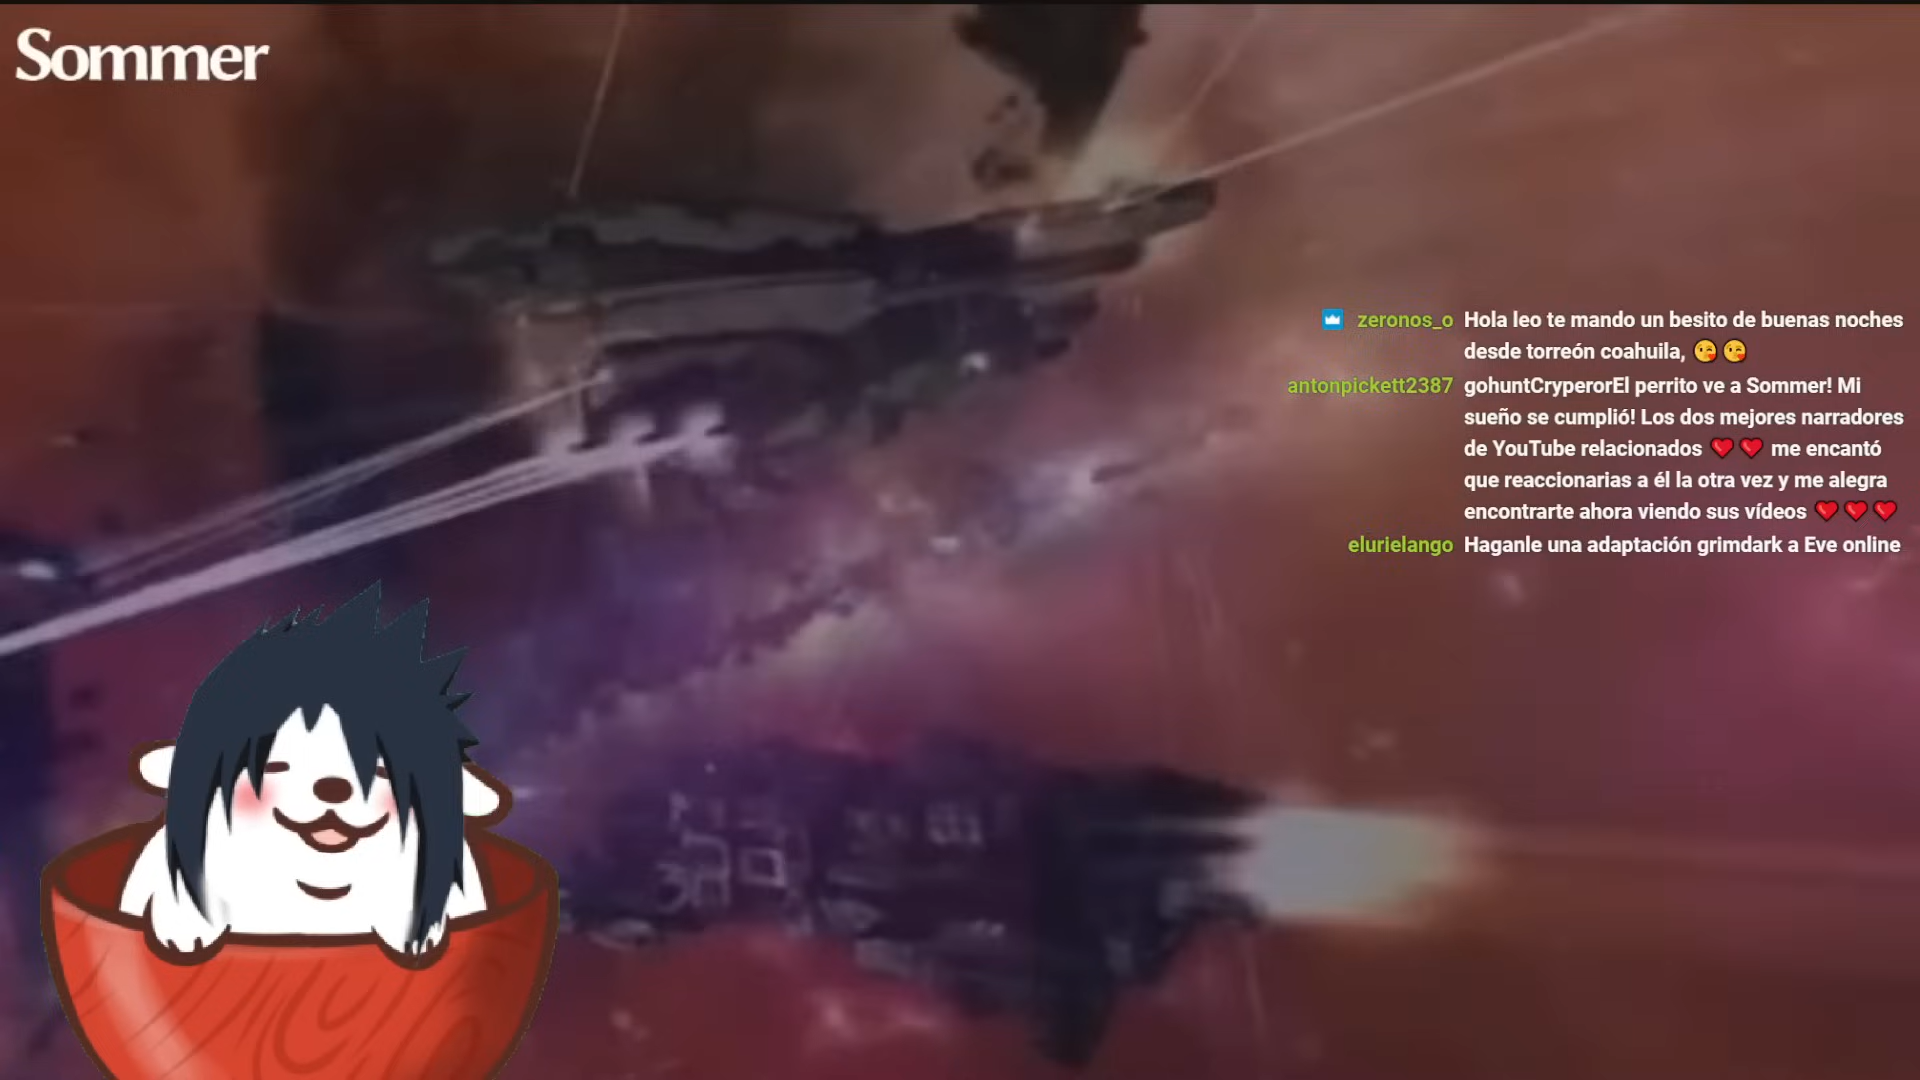 Sommer
zeronos_o Hola leo te mando un besito de buenas noches
desde torreón coahuila, 😘 😘
antonpickett2387 gohuntCryperorEl perrito ve a Sommer! Mi
sueño se cumplió! Los dos mejores narradores
de YouTube relacionados ❤️ ❤️ me encantó
que reaccionarias a él la otra vez y me alegra
encontrarte ahora viendo sus vídeos ❤️ ❤️ ❤️
elurielango Haganle una adaptación grimdark a Eve online